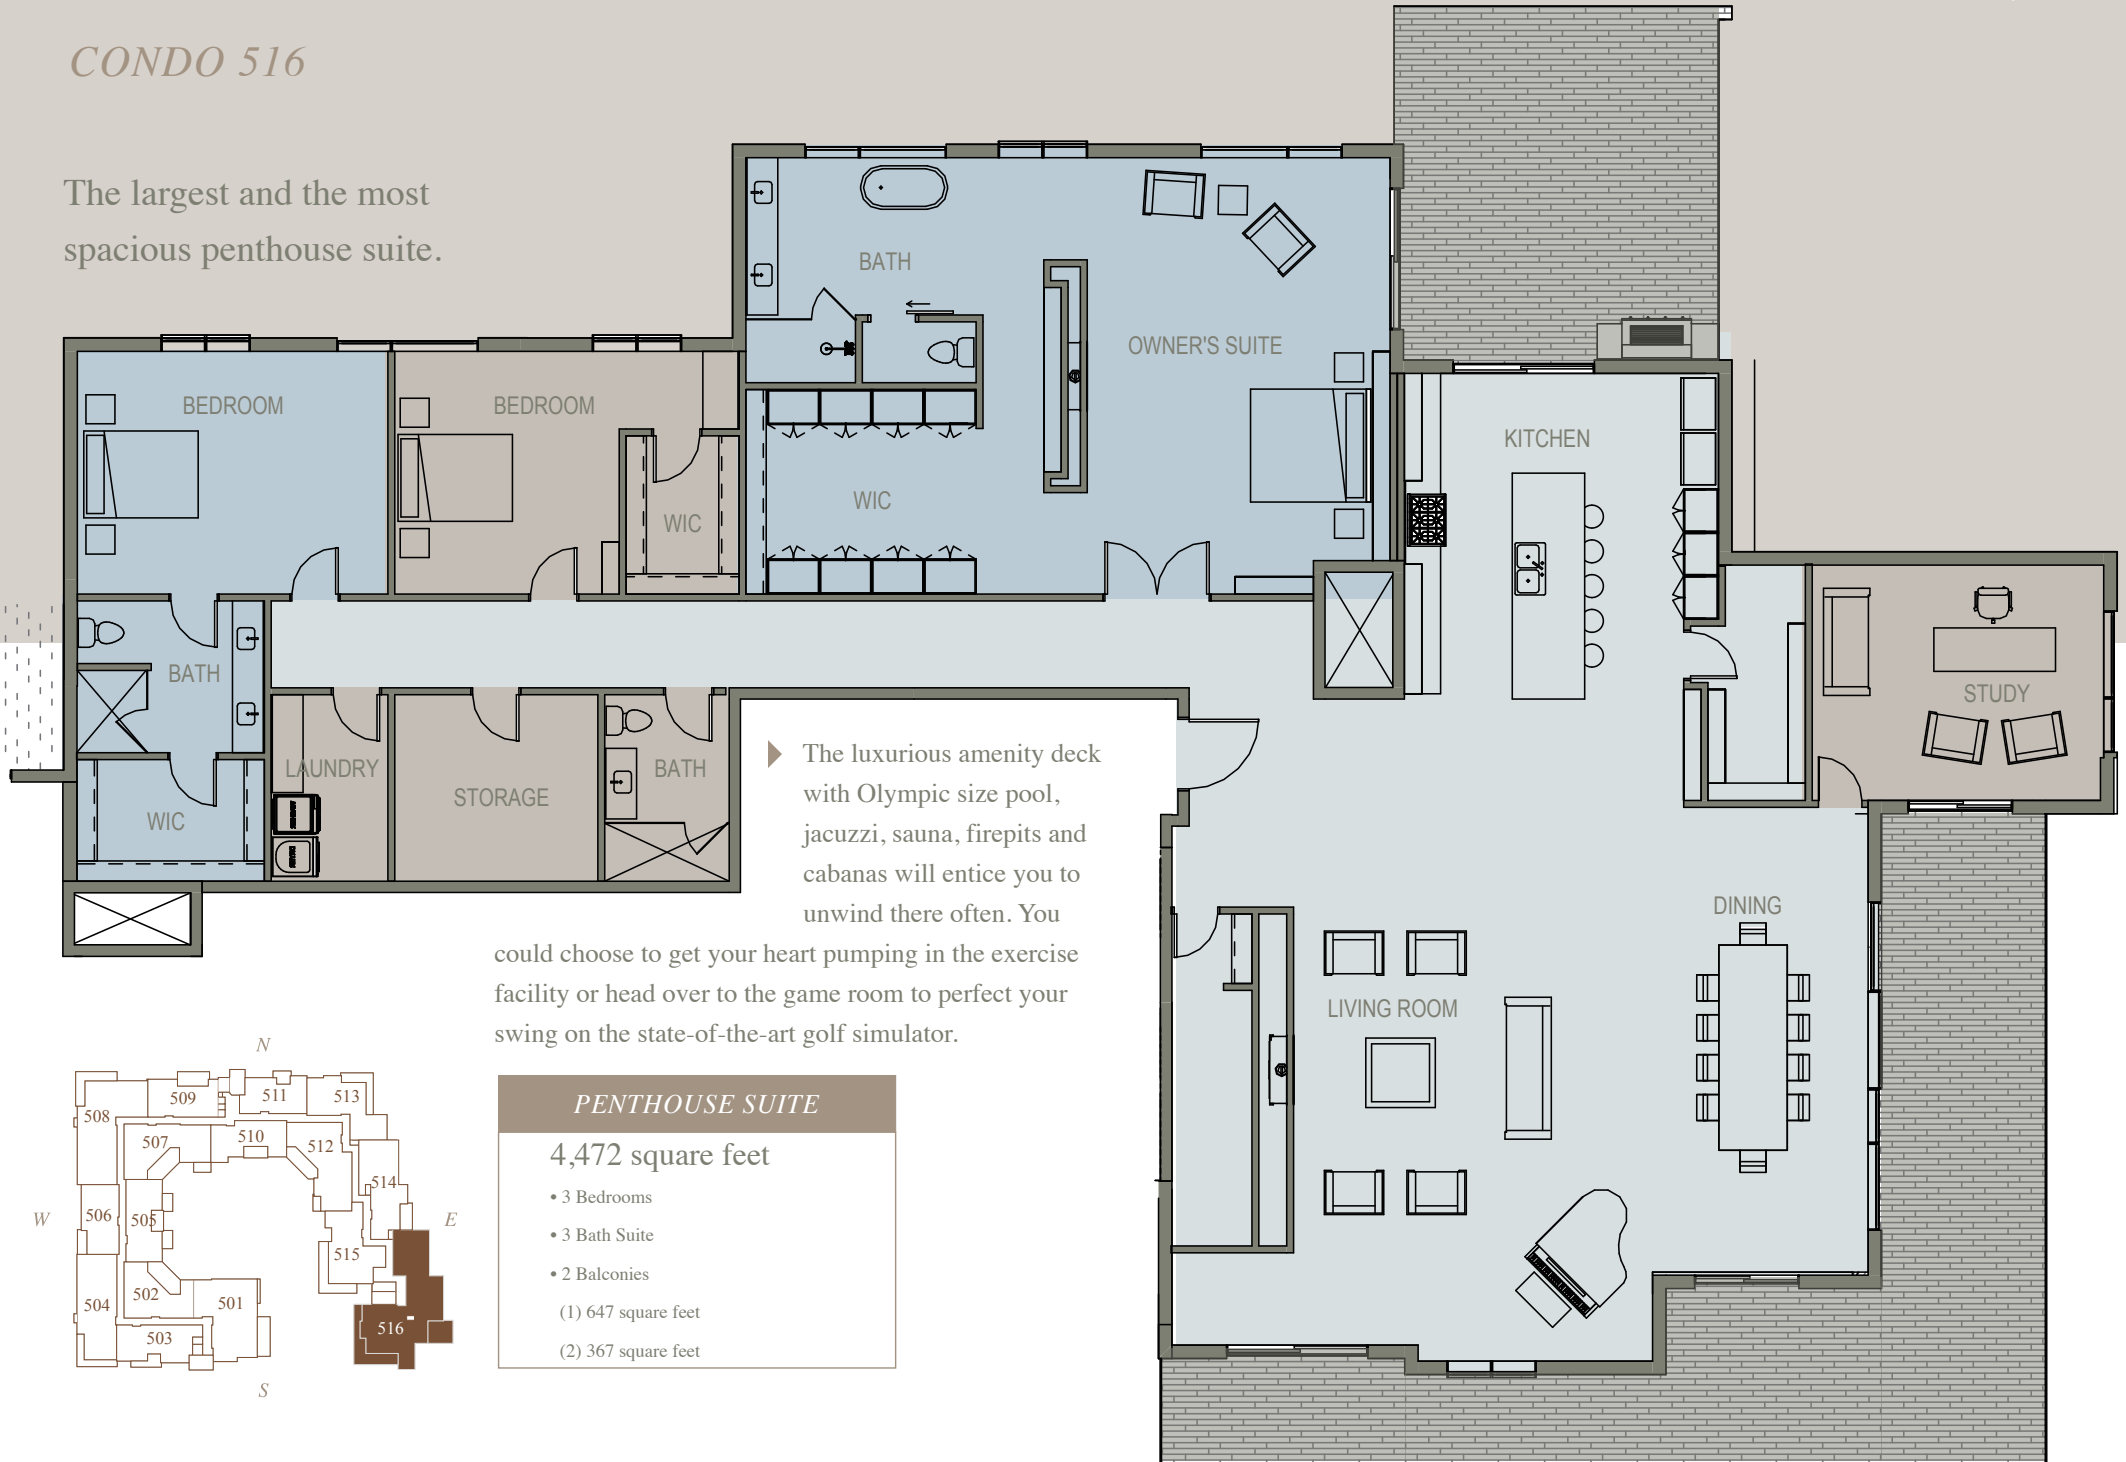 CONDO 516
The largest and the most
spacious penthouse suite.
BATH
OWNER'S SUITE
BEDROOM
BEDROOM
KITCHEN
WIC
WIC
BATH
STUDY
LAUNDRY
STORAGE
BATH
WIC
The luxurious amenity deck
with Olympic size pool,
jacuzzi, sauna, firepits and
cabanas will entice you to
unwind there often. You
could choose to get your heart pumping in the exercise
facility or head over to the game room to perfect your
swing on the state-of-the-art golf simulator.
DINING
LIVING ROOM
N
508
509
511
513
507
510
512
514
W
506
505
E
515
504
502
501
503
516
S
PENTHOUSE SUITE
4,472 square feet
• 3 Bedrooms
• 3 Bath Suite
• 2 Balconies
(1) 647 square feet
(2) 367 square feet